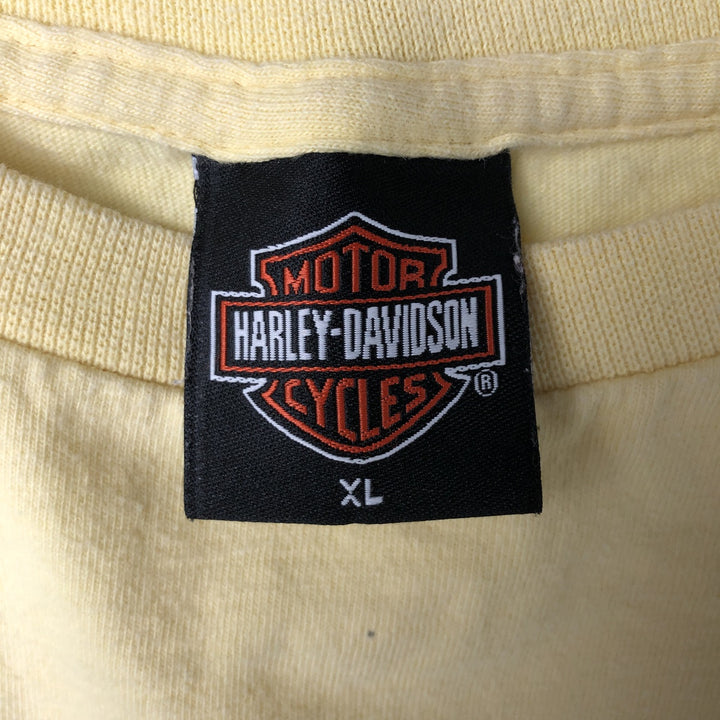 MOTOR
HARLEY-DAVIDSON
CYCLES
®
XL